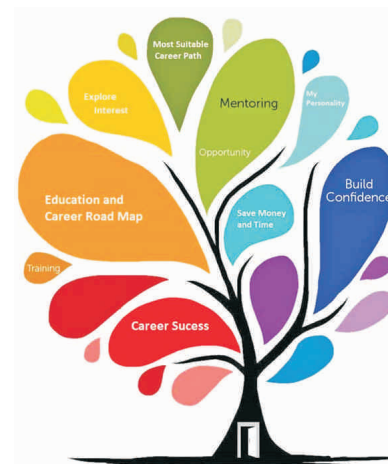 Most Suitable
Career Path
Explore
Interest
Mentoring
My
Personality
Opportunity
Build
Confidence
Education and
Career Road Map
Save Money
and Time
Training
Career Sucess